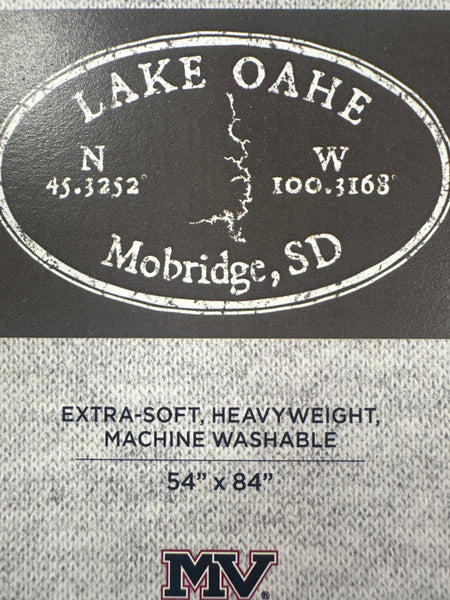 LAKE OAHE
N W
45.3252° 100.3168°
Mobridge, SD
EXTRA-SOFT, HEAVYWEIGHT,
MACHINE WASHABLE
54” x 84”
MV®